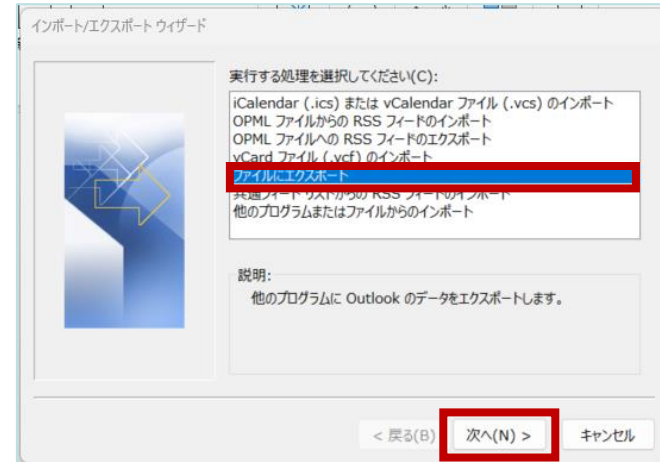 インポート/エクスポート ウィザード
実行する処理を選択してください(C):
iCalendar (.ics) または vCalendar ファイル (.vcs) のインポート
OPML ファイルからの RSS フィードのインポート
OPML ファイルへの RSS フィードのエクスポート
vCard ファイル (.vcf) のインポート
ファイルにエクスポート
共通フィード リストからの RSS フィードのインポート
他のプログラムまたはファイルからのインポート
説明:
他のプログラムに Outlook のデータをエクスポートします。
< 戻る(B) 次へ(N) > キャンセル